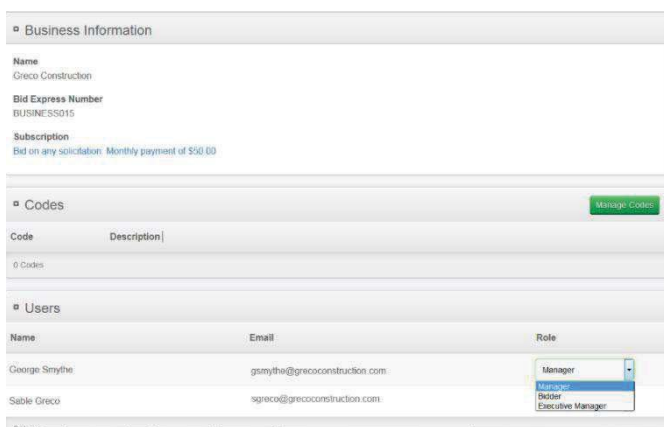 Business Information
Name
Greco Construction
Bid Express Number
BUSINESS015
Subscription
Bid on any solicitation Monthly payment of $50.00
Codes Manage Codes
Code Description
0 Codes
Users
Name Email Role
George Smythe gsmythe@grecoconstruction.com Manager
Manager
Sable Greco sgreco@grecoconstruction.com Bidder
Executive Manager